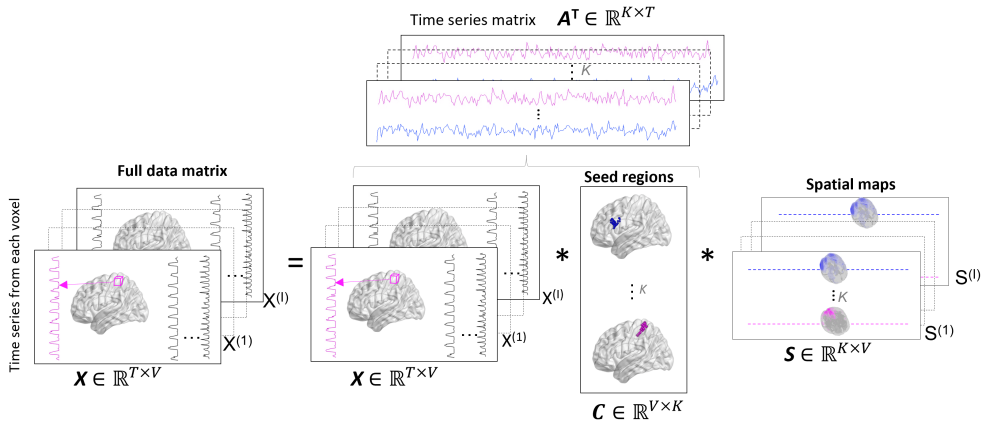 Time series matrix A^T ∈ ℝ^{K×T}
K
Full data matrix
Seed regions
Spatial maps
Time series from each voxel
=
*
*
...
X^{(I)}
X^{(1)}
X ∈ ℝ^{T×V}
...
X^{(I)}
X^{(1)}
X ∈ ℝ^{T×V}
K
C ∈ ℝ^{V×K}
K
S^{(I)}
S^{(1)}
S ∈ ℝ^{K×V}